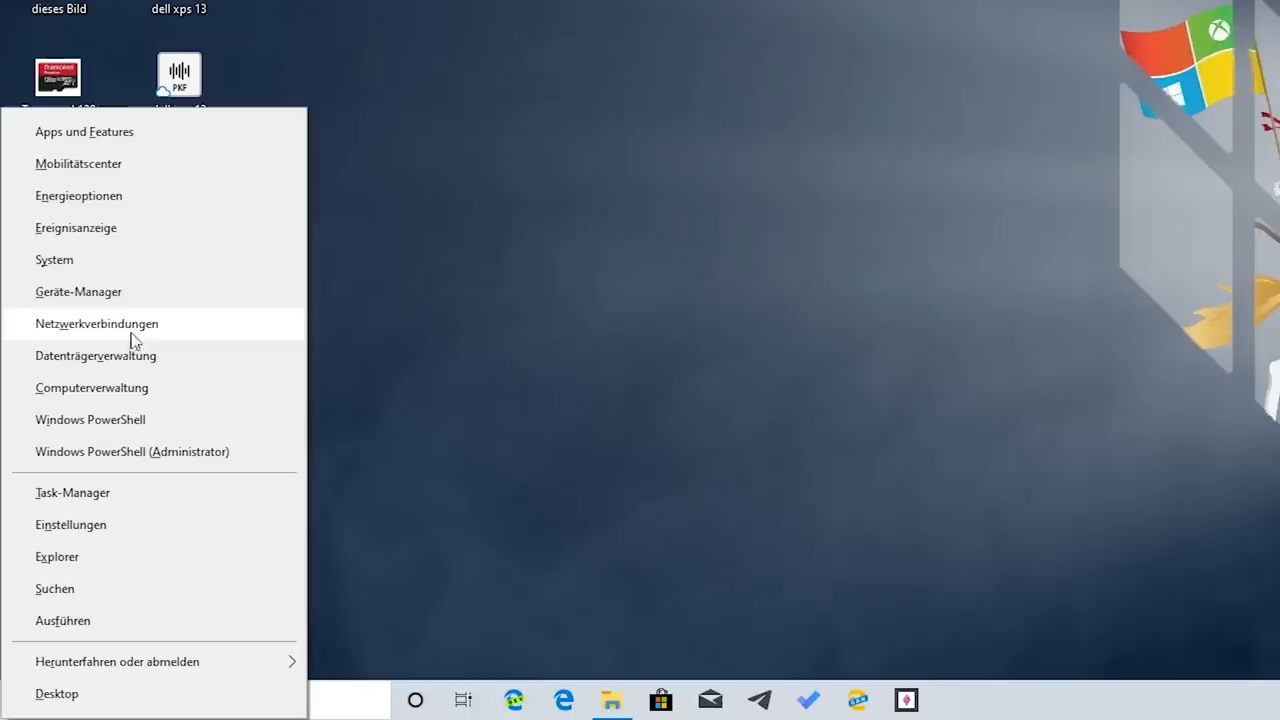 dieses Bild
dell xps 13
PKF
Apps und Features
Mobilitätscenter
Energieoptionen
Ereignisanzeige
System
Geräte-Manager
Netzwerkverbindungen
Datenträgerverwaltung
Computerverwaltung
Windows PowerShell
Windows PowerShell (Administrator)
Task-Manager
Einstellungen
Explorer
Suchen
Ausführen
Herunterfahren oder abmelden
Desktop